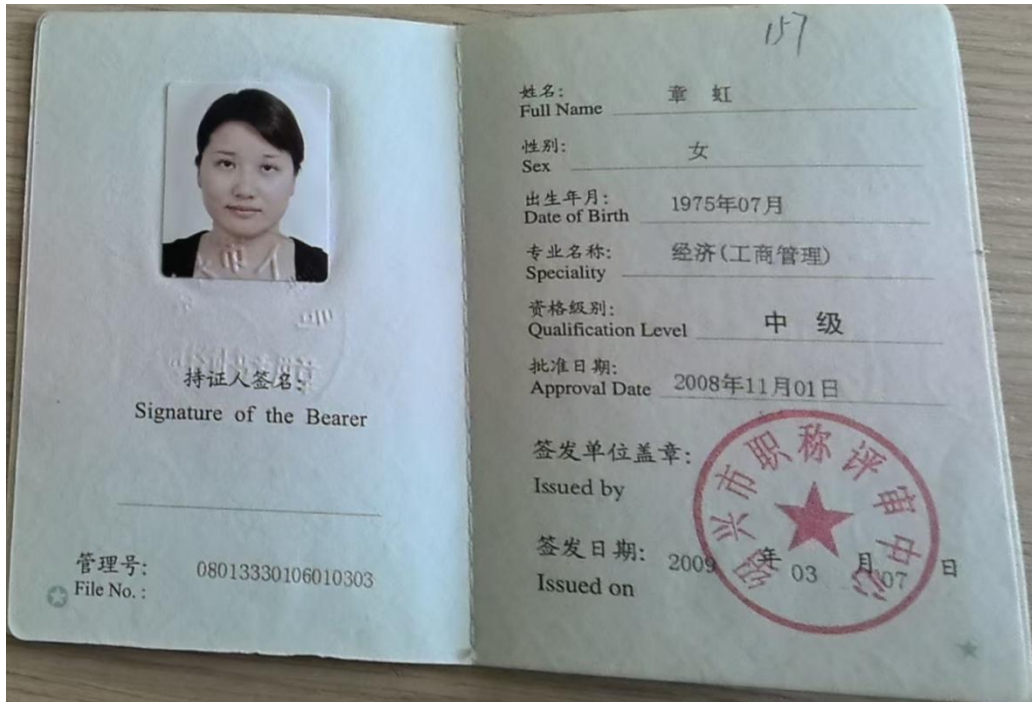 持证人签名:
Signature of the Bearer
管理号: 08013330106010303
File No. :
157
姓名: 章 虹
Full Name
性别: 女
Sex
出生年月: 1975年07月
Date of Birth
专业名称: 经济(工商管理)
Speciality
资格级别: 中 级
Qualification Level
批准日期: 2008年11月01日
Approval Date
签发单位盖章:
Issued by
绍兴市职称评审中心
签发日期: 2009 年 03 月 07 日
Issued on